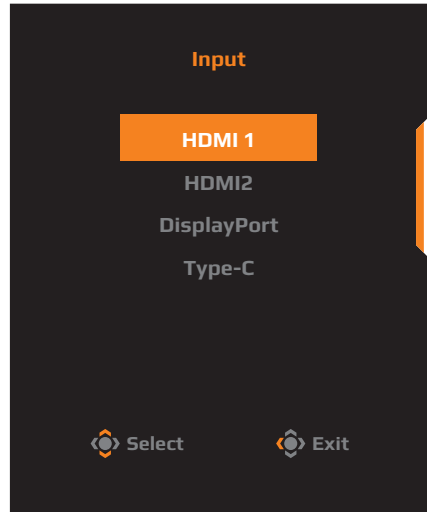 Input
HDMI 1
HDMI2
DisplayPort
Type-C
Select Exit